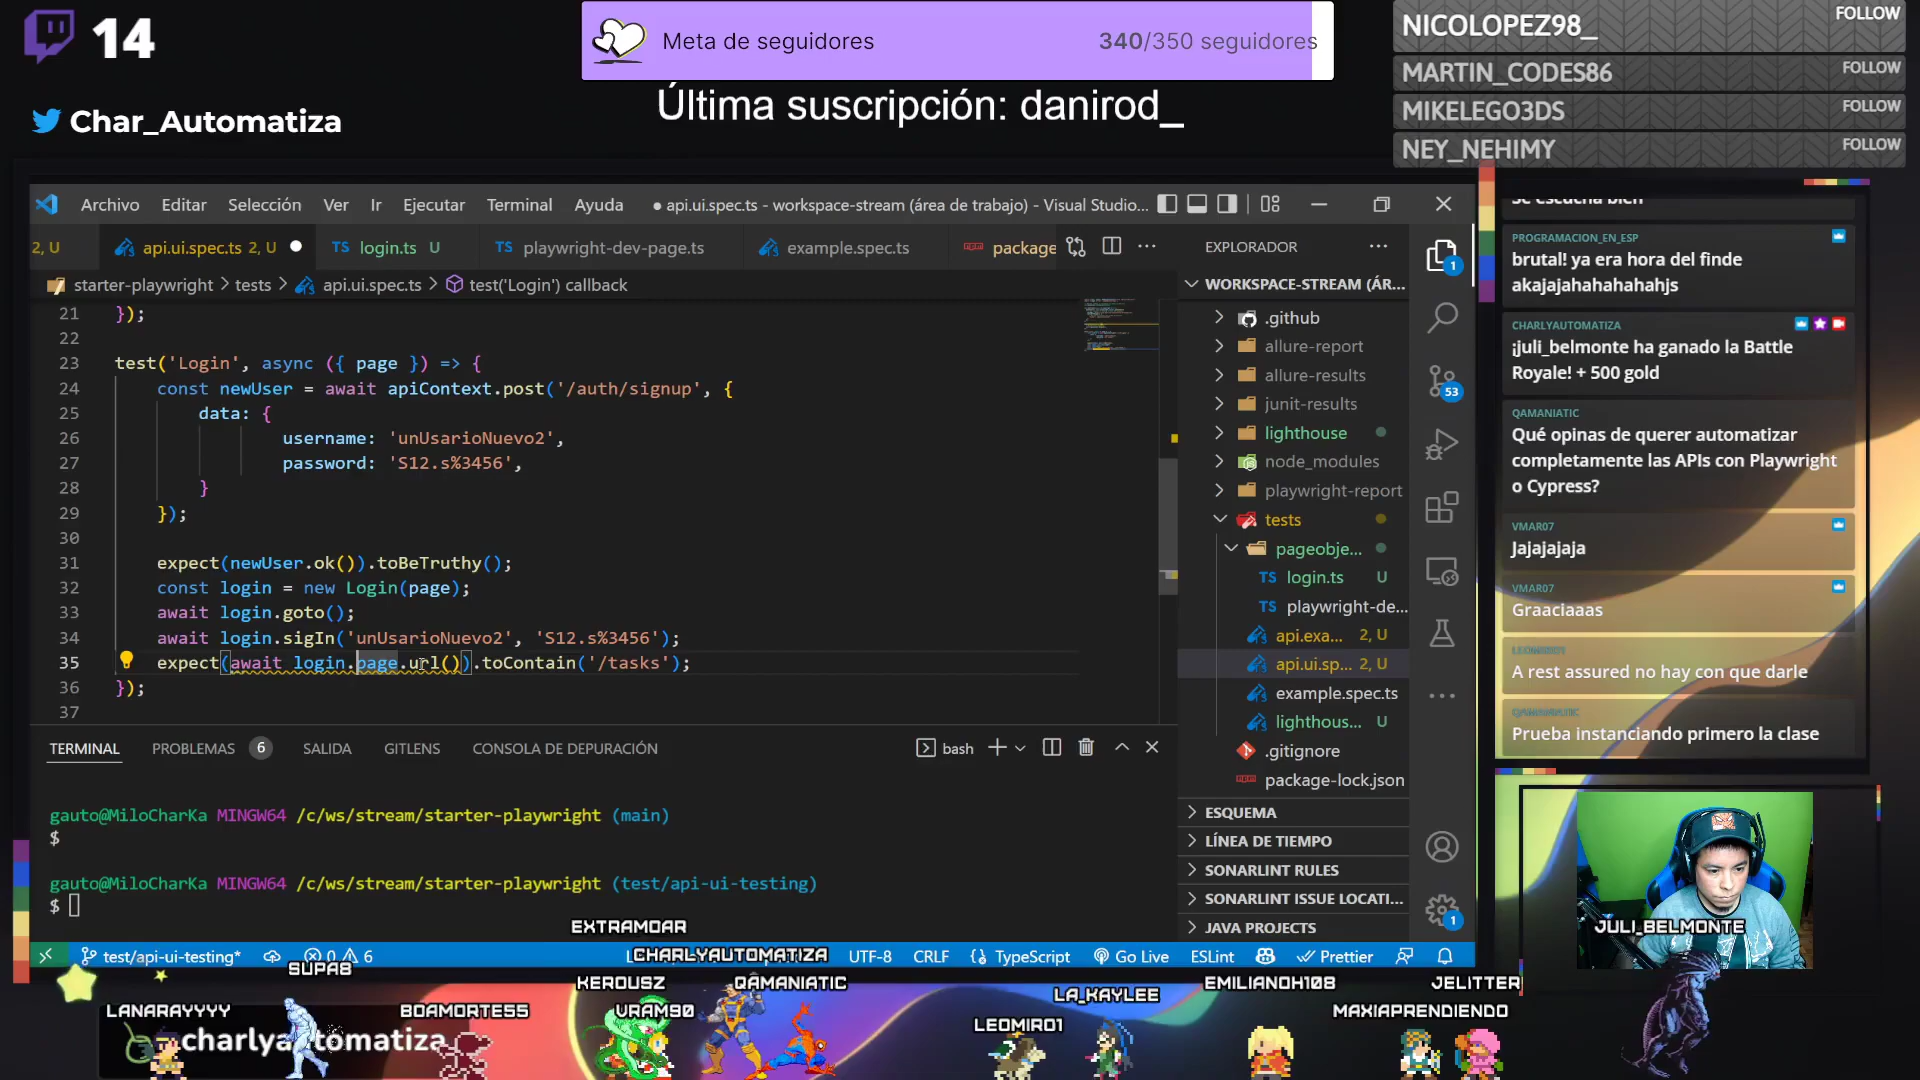 14
Char_Automatiza
Meta de seguidores
340/350 seguidores
Última suscripción: danirod_
NICOLOPEZ98_ FOLLOW
MARTIN_CODES86 FOLLOW
MIKELEGO3DS FOLLOW
NEY_NEHIMY FOLLOW
Archivo Editar Selección Ver Ir Ejecutar Terminal Ayuda ● api.ui.spec.ts - workspace-stream (área de trabajo) - Visual Studio...
2, U api.ui.spec.ts 2, U login.ts U playwright-dev-page.ts example.spec.ts package
starter-playwright > tests > api.ui.spec.ts > test('Login') callback
21 });
22
23 test('Login', async ({ page }) => {
24 const newUser = await apiContext.post('/auth/signup', {
25 data: {
26 username: 'unUsarioNuevo2',
27 password: 'S12.s%3456',
28 }
29 });
30
31 expect(newUser.ok()).toBeTruthy();
32 const login = new Login(page);
33 await login.goto();
34 await login.sigIn('unUsarioNuevo2', 'S12.s%3456');
35 expect(await login.page.url()).toContain('/tasks');
36 });
37
TERMINAL PROBLEMAS 6 SALIDA GITLENS CONSOLA DE DEPURACIÓN bash
gauto@MiloCharKa MINGW64 /c/ws/stream/starter-playwright (main)
$
gauto@MiloCharKa MINGW64 /c/ws/stream/starter-playwright (test/api-ui-testing)
$
EXPLORADOR
WORKSPACE-STREAM (ÁR...
.github
allure-report
allure-results
junit-results
lighthouse
node_modules
playwright-report
tests
pageobje...
login.ts U
playwright-de...
api.exa... 2, U
api.ui.sp... 2, U
example.spec.ts
lighthous... U
.gitignore
package-lock.json
ESQUEMA
LÍNEA DE TIEMPO
SONARLINT RULES
SONARLINT ISSUE LOCATI...
JAVA PROJECTS
1
53
1
test/api-ui-testing* 0 6 UTF-8 CRLF TypeScript Go Live ESLint Prettier
Se escucha bien
PROGRAMACION_EN_ESP
brutal! ya era hora del finde
akajajahahahahahjs
CHARLYAUTOMATIZA
¡juli_belmonte ha ganado la Battle
Royale! + 500 gold
QAMANIATIC
Qué opinas de querer automatizar
completamente las APIs con Playwright
o Cypress?
VMAR07
Jajajajaja
VMAR07
Graaciaaas
LEOMIRO1
A rest assured no hay con que darle
QAMANIATIC
Prueba instanciando primero la clase
JULI_BELMONTE
EXTRAMOAR
CHARLYAUTOMATIZA
SUPA8
KEROUSZ
QAMANIATIC
LA_KAYLEE
EMILIANOH108
JELITTER
LANARAYYYY
BOAMORTE55
VRAM90
LEOMIRO1
MAXIAPRENDIENDO
charlyautomatiza